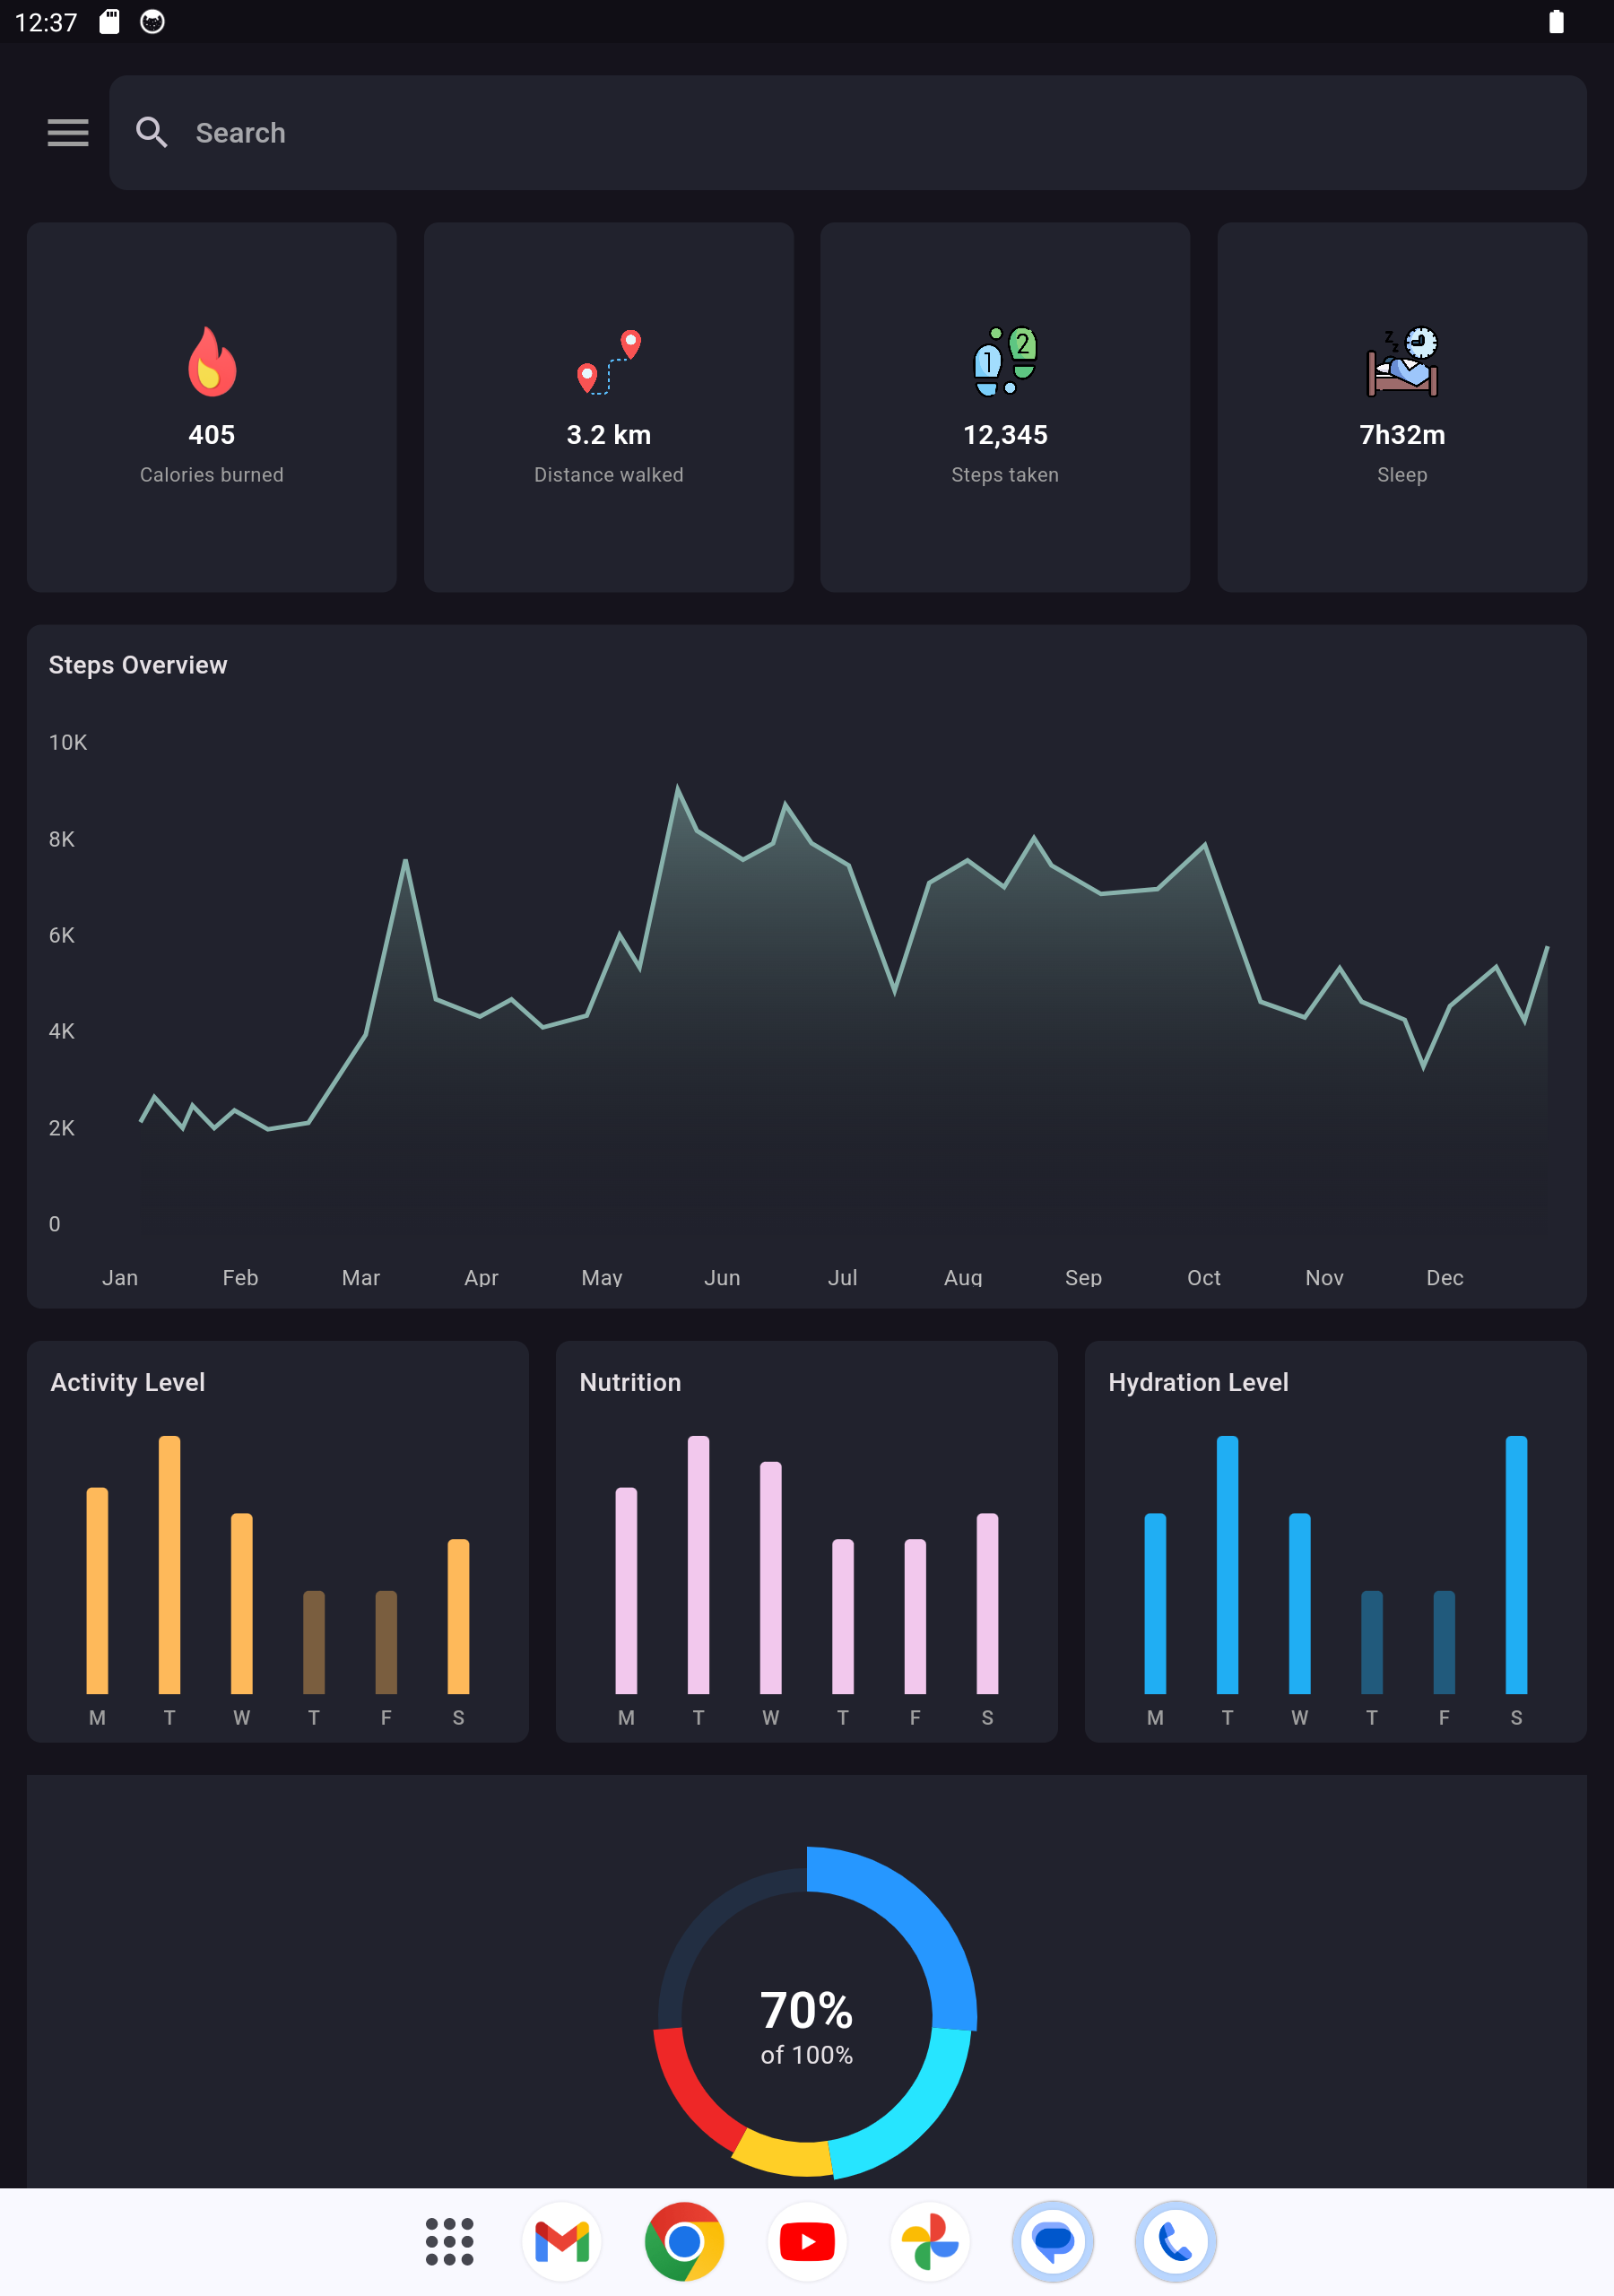 12:37
Search
1 2
z
z
405
Calories burned
3.2 km
Distance walked
12,345
Steps taken
7h32m
Sleep
Steps Overview
10K
8K
6K
4K
2K
0
Jan Feb Mar Apr May Jun Jul Aug Sep Oct Nov Dec
Activity Level
M T W T F S
Nutrition
M T W T F S
Hydration Level
M T W T F S
70%
of 100%